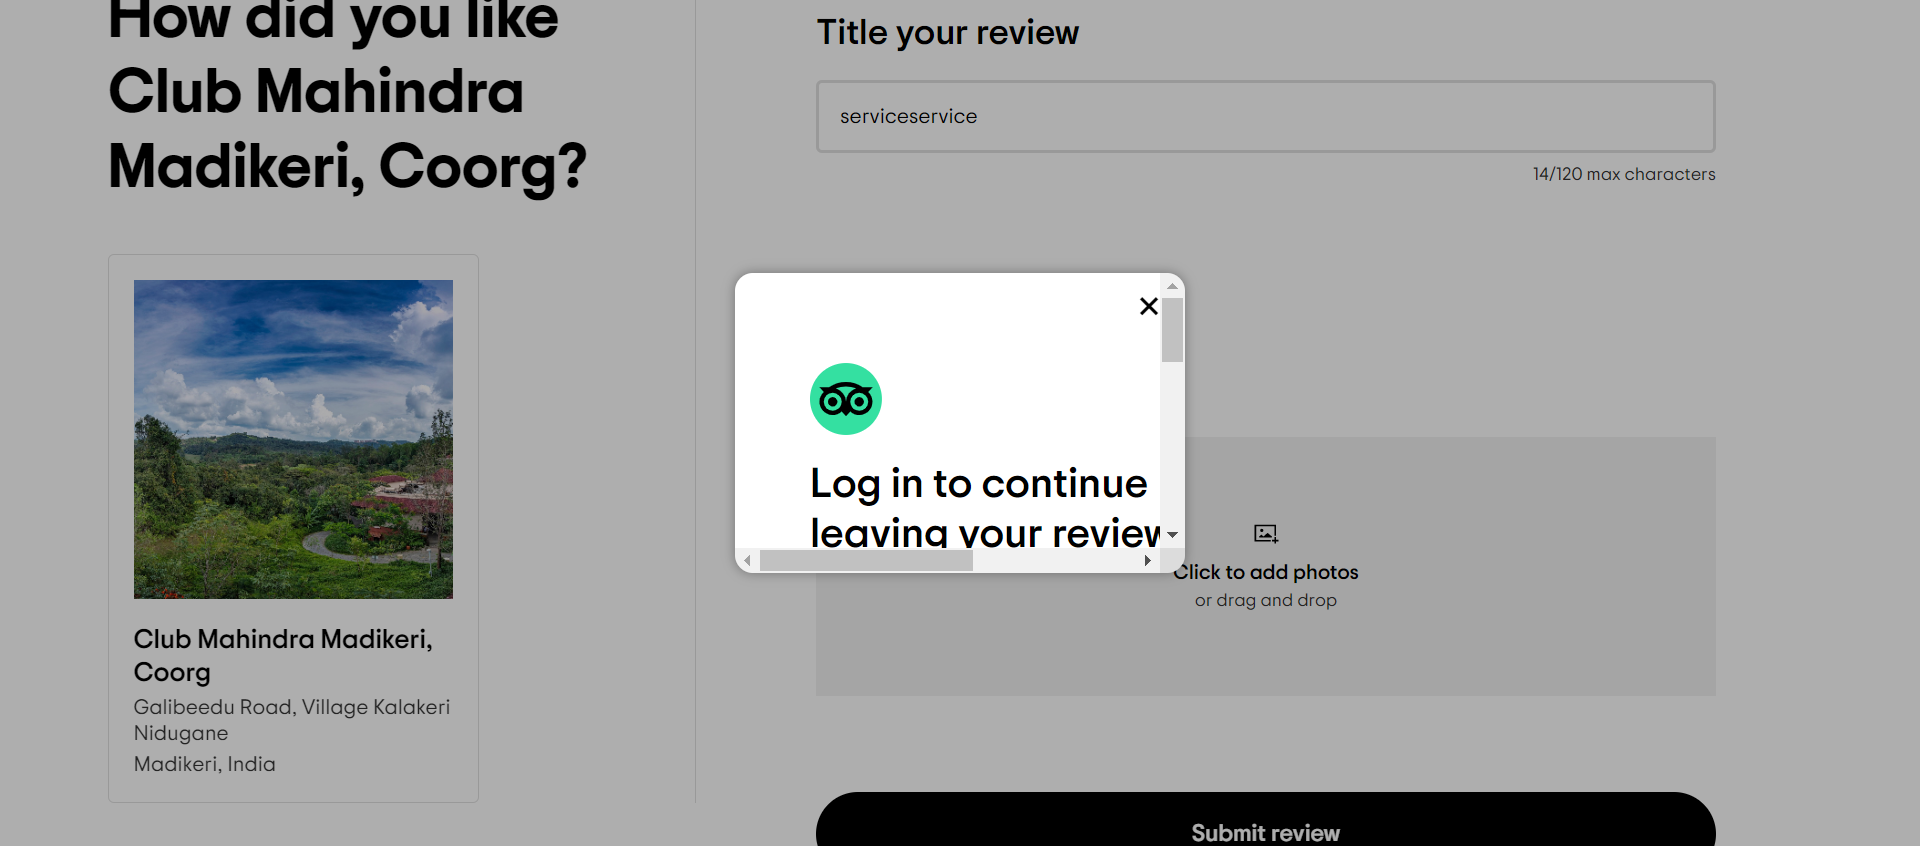 How did you like
Club Mahindra
Madikeri, Coorg?
Club Mahindra Madikeri,
Coorg
Galibeedu Road, Village Kalakeri
Nidugane
Madikeri, India
Title your review
serviceservice
14/120 max characters
Log in to continue
leaving your review
Click to add photos
or drag and drop
Submit review